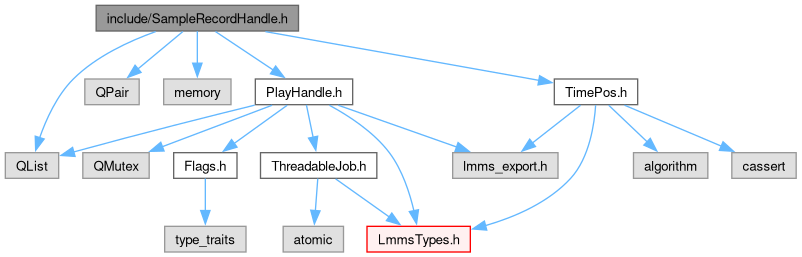 include/SampleRecordHandle.h
QPair
memory
PlayHandle.h
TimePos.h
QList
QMutex
Flags.h
ThreadableJob.h
lmms_export.h
algorithm
cassert
type_traits
atomic
LmmsTypes.h